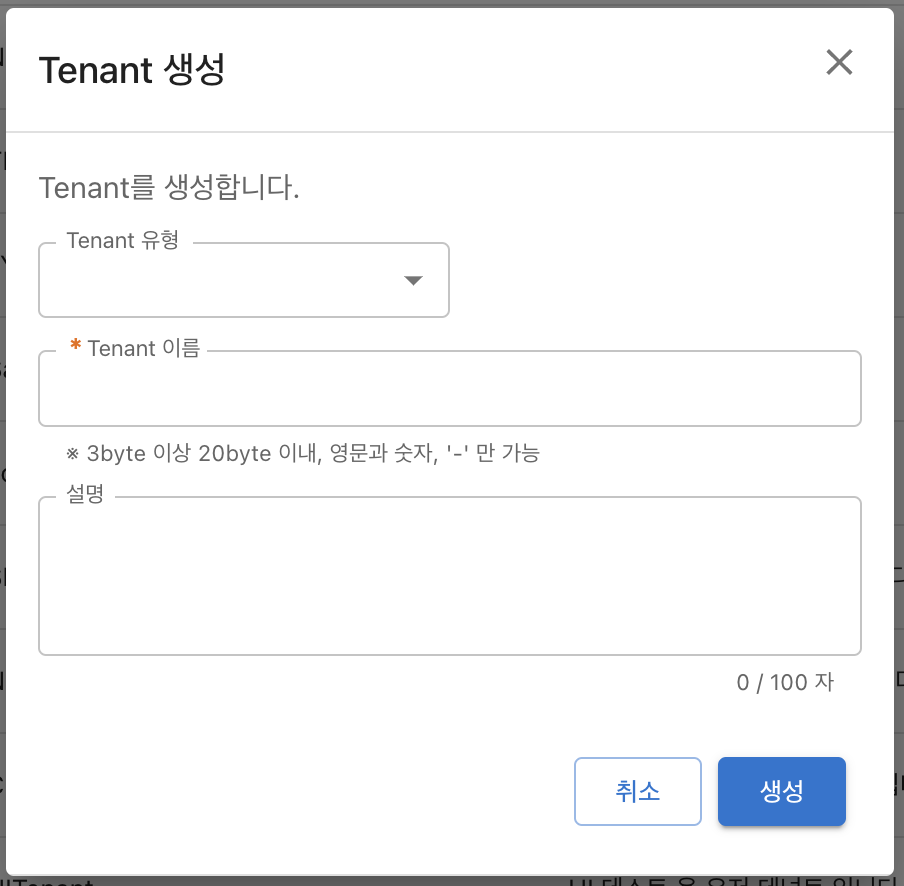 Tenant 생성
Tenant를 생성합니다.
Tenant 유형
* Tenant 이름
※ 3byte 이상 20byte 이내, 영문과 숫자, '-' 만 가능
설명
0 / 100 자
취소
생성